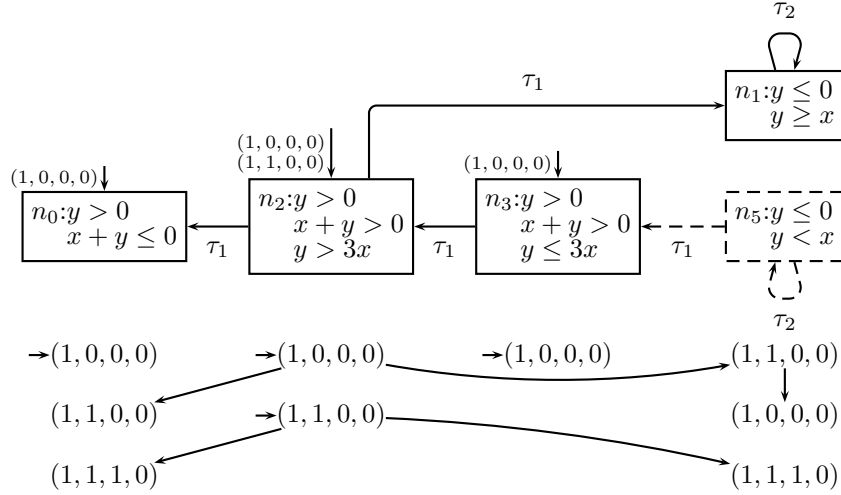 τ₂
τ₁
n₁:y ≤ 0
y ≥ x
(1, 0, 0, 0)
(1, 1, 0, 0)
(1, 0, 0, 0)
(1, 0, 0, 0)
n₀:y > 0
x + y ≤ 0
τ₁
n₂:y > 0
x + y > 0
y > 3x
τ₁
n₃:y > 0
x + y > 0
y ≤ 3x
τ₁
n₅:y ≤ 0
y < x
τ₂
(1, 0, 0, 0) (1, 0, 0, 0) (1, 0, 0, 0) (1, 1, 0, 0)
(1, 1, 0, 0) (1, 1, 0, 0) (1, 0, 0, 0)
(1, 1, 1, 0) (1, 1, 1, 0)